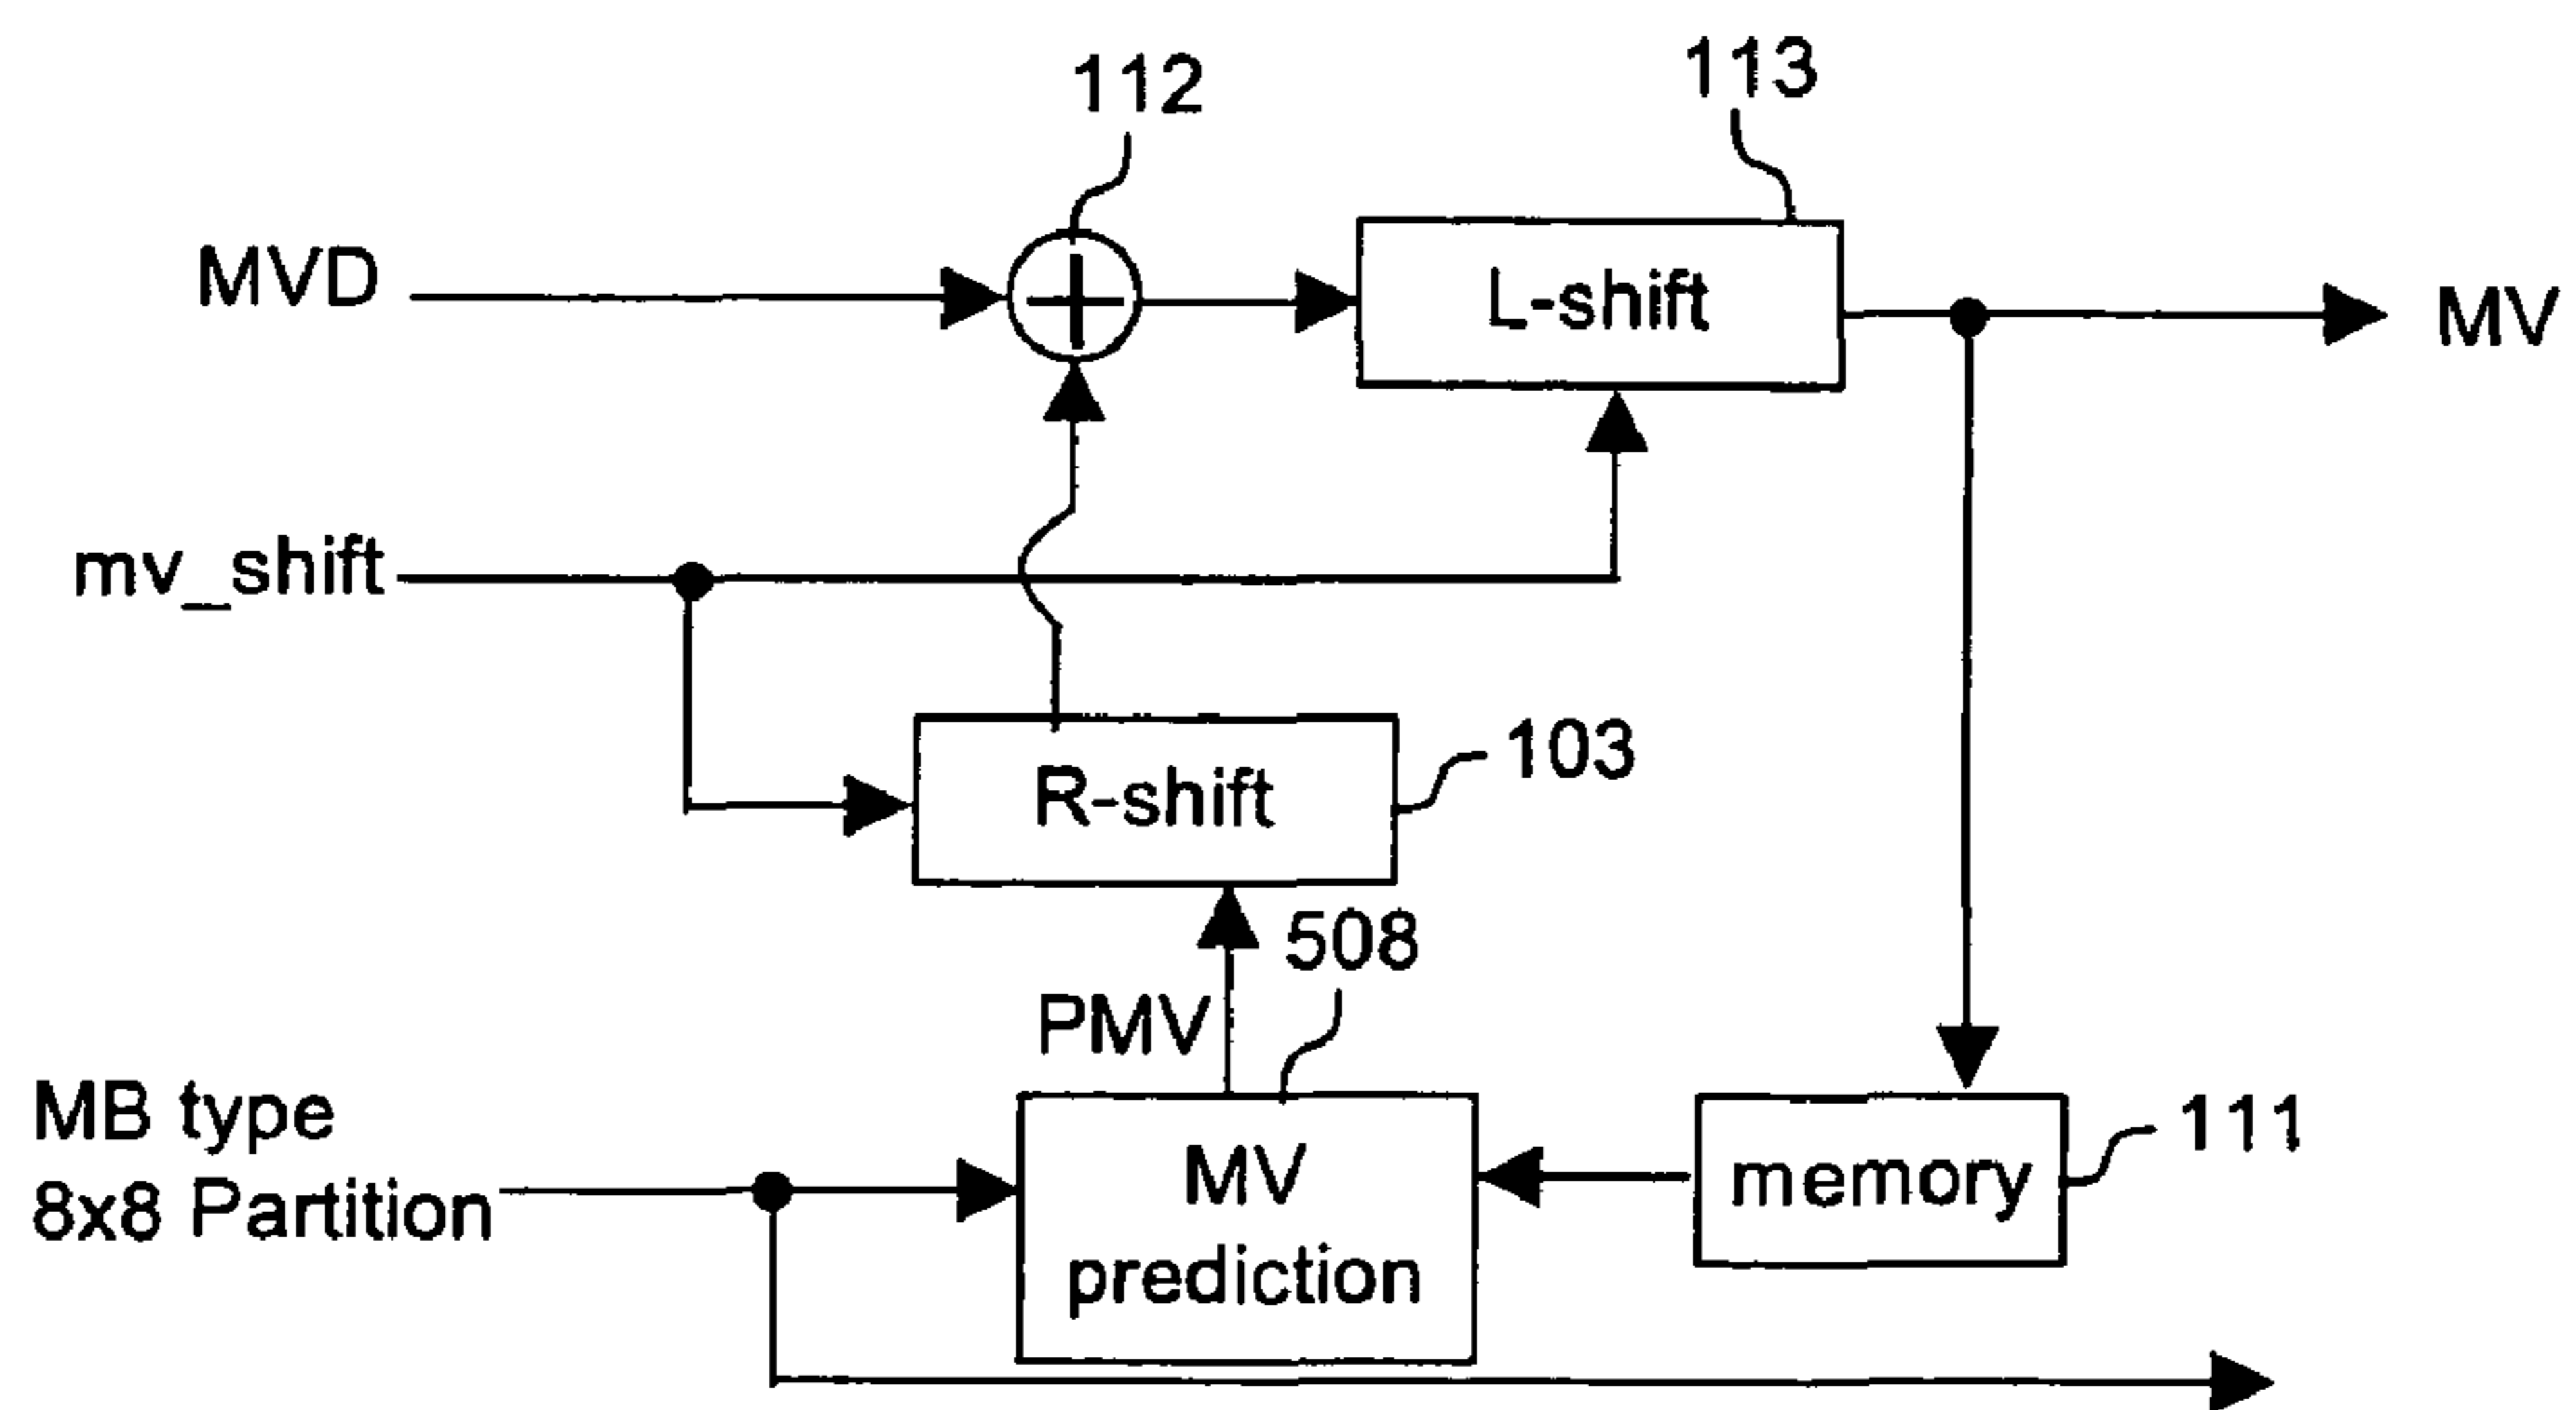 112
113
MVD
L-shift
MV
mv_shift
R-shift
103
508
PMV
MB type
8x8 Partition
MV
prediction
memory
111